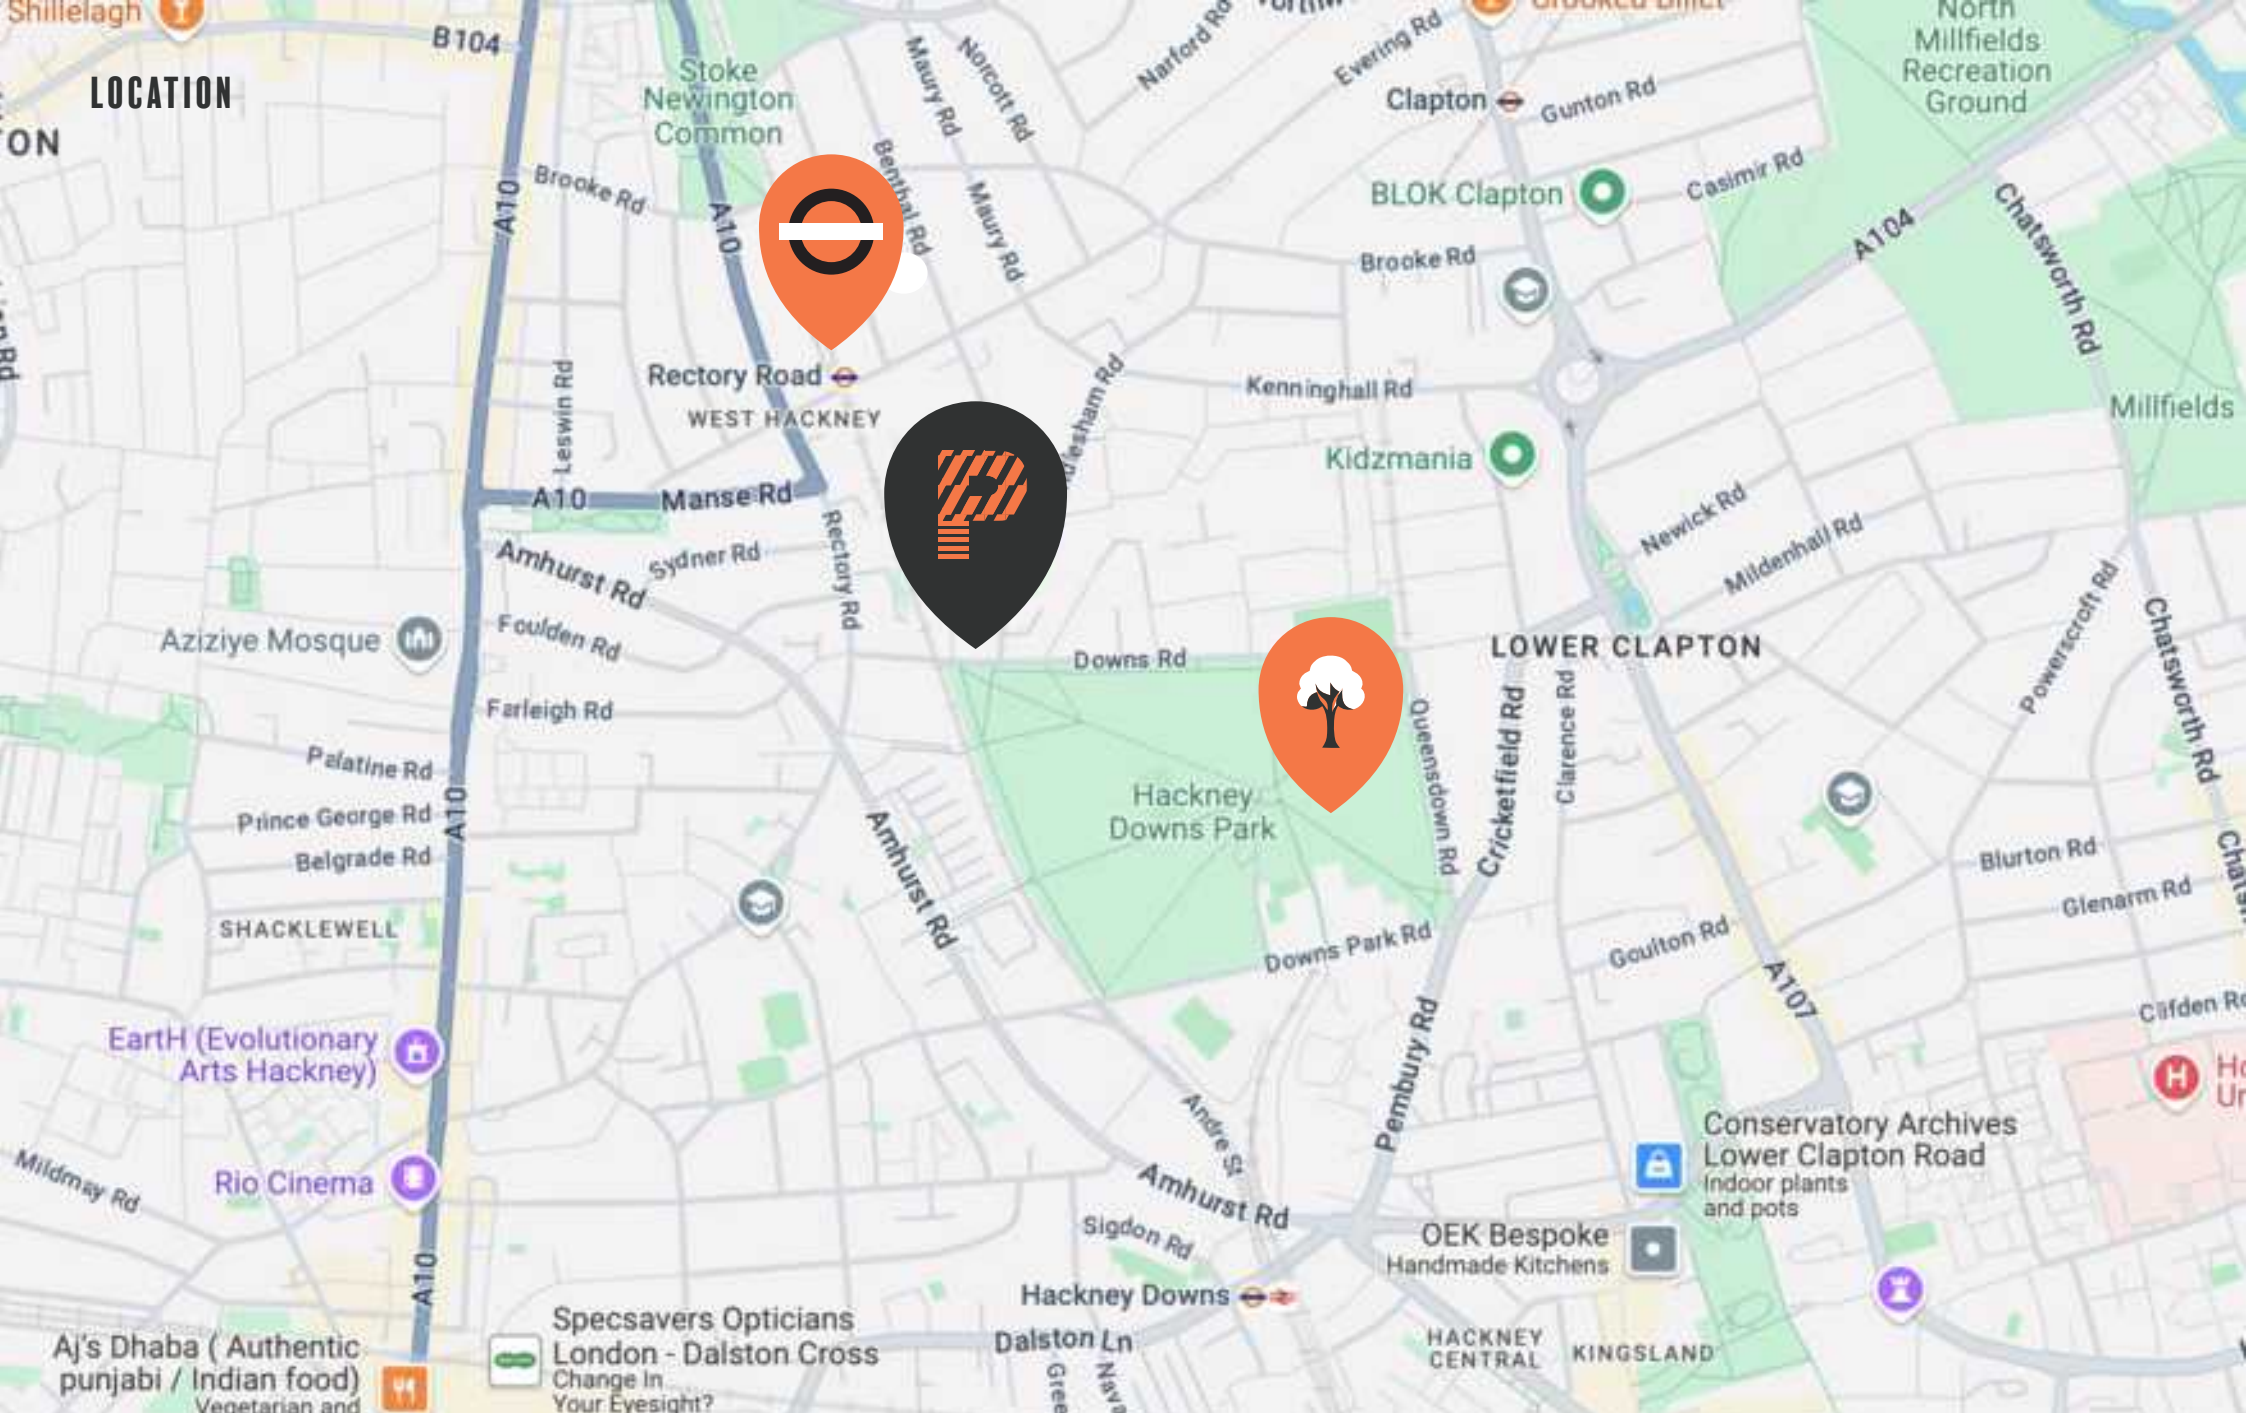 Shillelagh
B104
LOCATION
ON
Stoke
Newington
Common
Maury Rd
Norcott Rd
Narford Rd
Evering Rd
Clapton
Gunton Rd
North
Millfields
Recreation
Ground
Brooke Rd
A10
A10
Benthal Rd
Maury Rd
BLOK Clapton
Casimir Rd
Brooke Rd
A104
Chatsworth Rd
Leswin Rd
Rectory Road
WEST HACKNEY
Kenninghall Rd
Millfields
Kidzmania
A10
Manse Rd
P
Newick Rd
Mildenhall Rd
Amhurst Rd
Sydner Rd
Rectory Rd
Powerscroft Rd
Chatsworth Rd
Aziziye Mosque
Foulden Rd
Downs Rd
LOWER CLAPTON
Farleigh Rd
Queensdown Rd
Cricketfield Rd
Clarence Rd
Palatine Rd
Prince George Rd
A10
Belgrade Rd
Hackney
Downs Park
Amhurst Rd
Blurton Rd
Glenarm Rd
SHACKLEWELL
Downs Park Rd
Goulton Rd
A107
Clifden
EartH (Evolutionary
Arts Hackney)
Pembury Rd
H
Andre St
Conservatory Archives
Lower Clapton Road
Indoor plants
and pots
Mildmay Rd
Rio Cinema
Amhurst Rd
Sigdon Rd
OEK Bespoke
Handmade Kitchens
A10
Hackney Downs
Specsavers Opticians
London - Dalston Cross
Change In
Your Eyesight?
Dalston Ln
HACKNEY
CENTRAL
KINGSLAND
Aj's Dhaba ( Authentic
punjabi / Indian food)
Vegetarian and